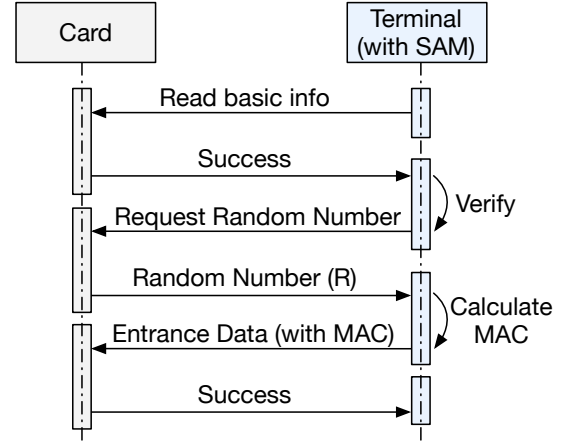 Card
Terminal
(with SAM)
Read basic info
Success
Verify
Request Random Number
Random Number (R)
Calculate
MAC
Entrance Data (with MAC)
Success